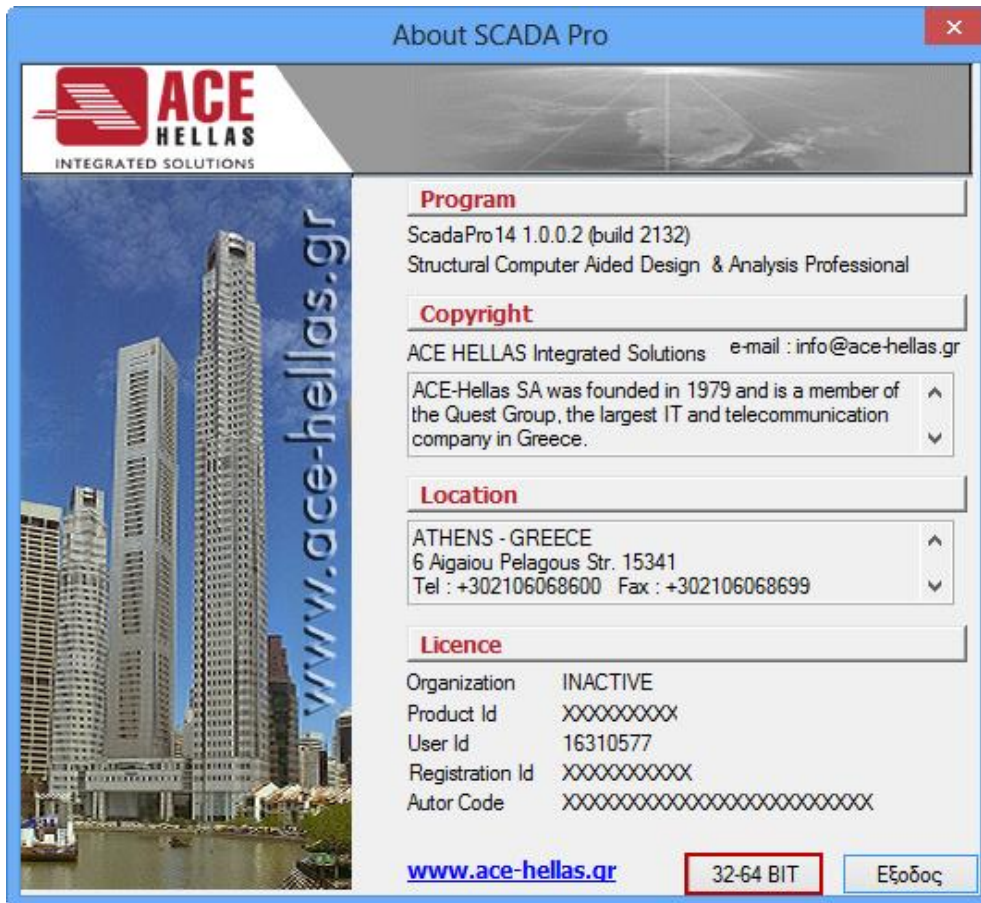 About SCADA Pro
ACE
HELLAS
INTEGRATED SOLUTIONS
www.ace-hellas.gr
Program
ScadaPro14 1.0.0.2 (build 2132)
Structural Computer Aided Design & Analysis Professional
Copyright
ACE HELLAS Integrated Solutions e-mail : info@ace-hellas.gr
ACE-Hellas SA was founded in 1979 and is a member of
the Quest Group, the largest IT and telecommunication
company in Greece.
Location
ATHENS - GREECE
6 Aigaiou Pelagous Str. 15341
Tel : +302106068600 Fax : +302106068699
Licence
Organization INACTIVE
Product Id XXXXXXXXX
User Id 16310577
Registration Id XXXXXXXXXX
Autor Code XXXXXXXXXXXXXXXXXXXXXXXX
www.ace-hellas.gr 32-64 BIT Εξοδος